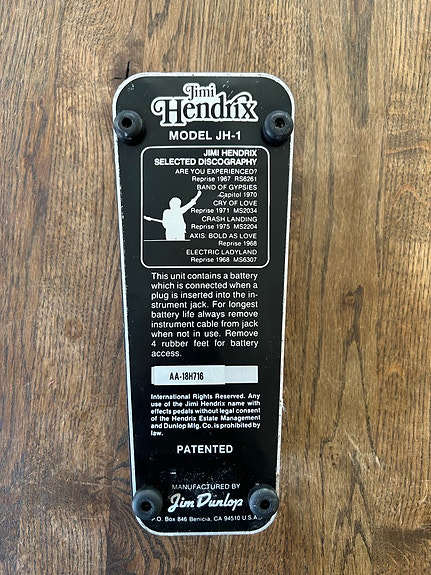 Jimi
Hendrix
MODEL JH-1
JIMI HENDRIX
SELECTED DISCOGRAPHY
ARE YOU EXPERIENCED?
Reprise 1967 RS6261
BAND OF GYPSIES
Capitol 1970
CRY OF LOVE
Reprise 1971 MS2034
CRASH LANDING
Reprise 1975 MS2204
AXIS: BOLD AS LOVE
Reprise 1968
ELECTRIC LADYLAND
Reprise 1968 MS6307
This unit contains a battery
which is connected when a
plug is inserted into the in-
strument jack. For longest
battery life always remove
instrument cable from jack
when not in use. Remove
4 rubber feet for battery
access.
AA-18H716
International Rights Reserved. Any
use of the Jimi Hendrix name with
effects pedals without legal consent
of the Hendrix Estate Management
and Dunlop Mfg. Co. is prohibited by
law.
PATENTED
MANUFACTURED BY
Jim Dunlop
P.O. Box 846 Benicia, CA 94510 U.S.A.